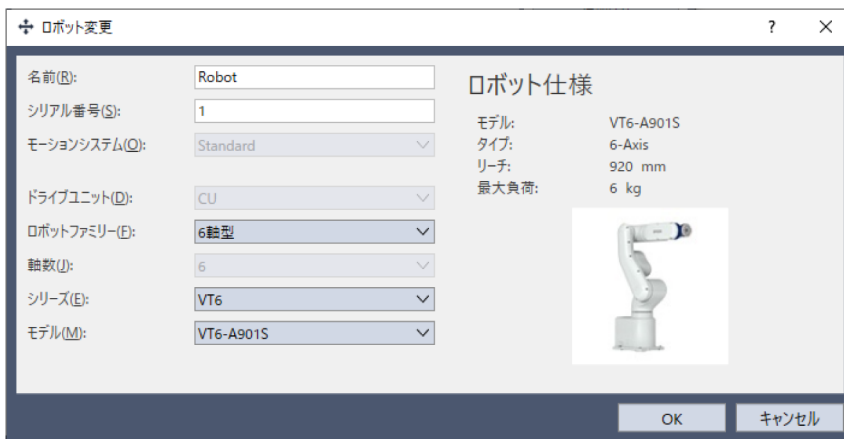 ロボット変更
? ×
名前(R): Robot
シリアル番号(S): 1
モーションシステム(O): Standard
ドライブユニット(D): CU
ロボットファミリー(F): 6軸型
軸数(J): 6
シリーズ(E): VT6
モデル(M): VT6-A901S
ロボット仕様
モデル: VT6-A901S
タイプ: 6-Axis
リーチ: 920 mm
最大負荷: 6 kg
OK キャンセル